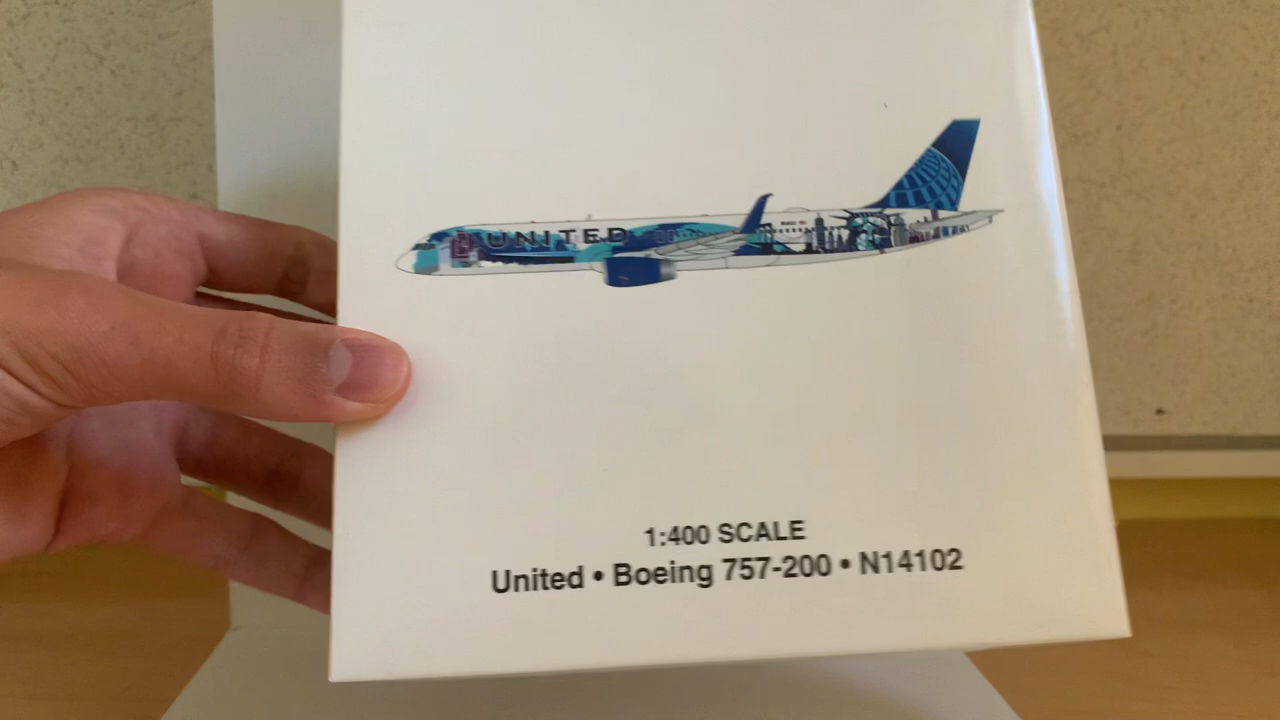 UNITED
1:400 SCALE
United • Boeing 757-200 • N14102